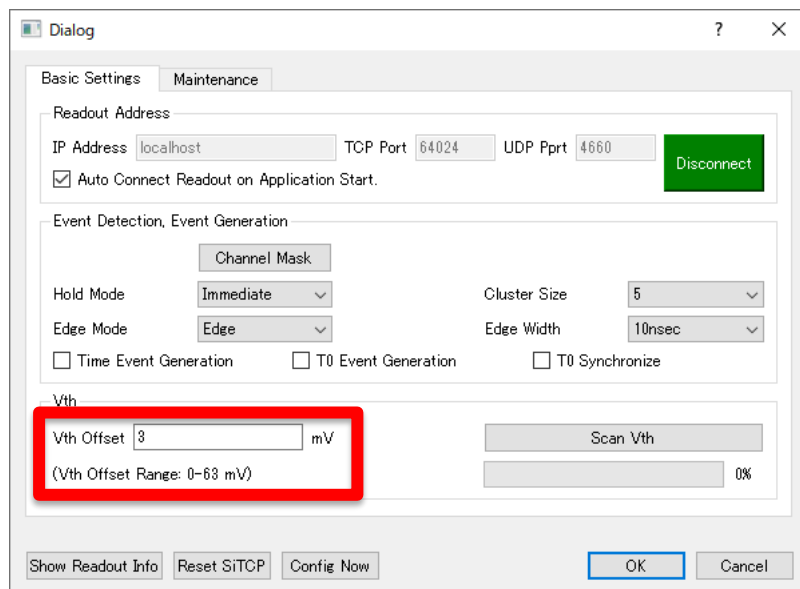 Dialog
?
Basic Settings
Maintenance
Readout Address
IP Address localhost TCP Port 64024 UDP Pprt 4660
Disconnect
Auto Connect Readout on Application Start.
Event Detection, Event Generation
Channel Mask
Hold Mode Immediate Cluster Size 5
Edge Mode Edge Edge Width 10nsec
Time Event Generation T0 Event Generation T0 Synchronize
Vth
Vth Offset 3 mV Scan Vth
(Vth Offset Range: 0-63 mV) 0%
Show Readout Info Reset SiTCP Config Now OK Cancel